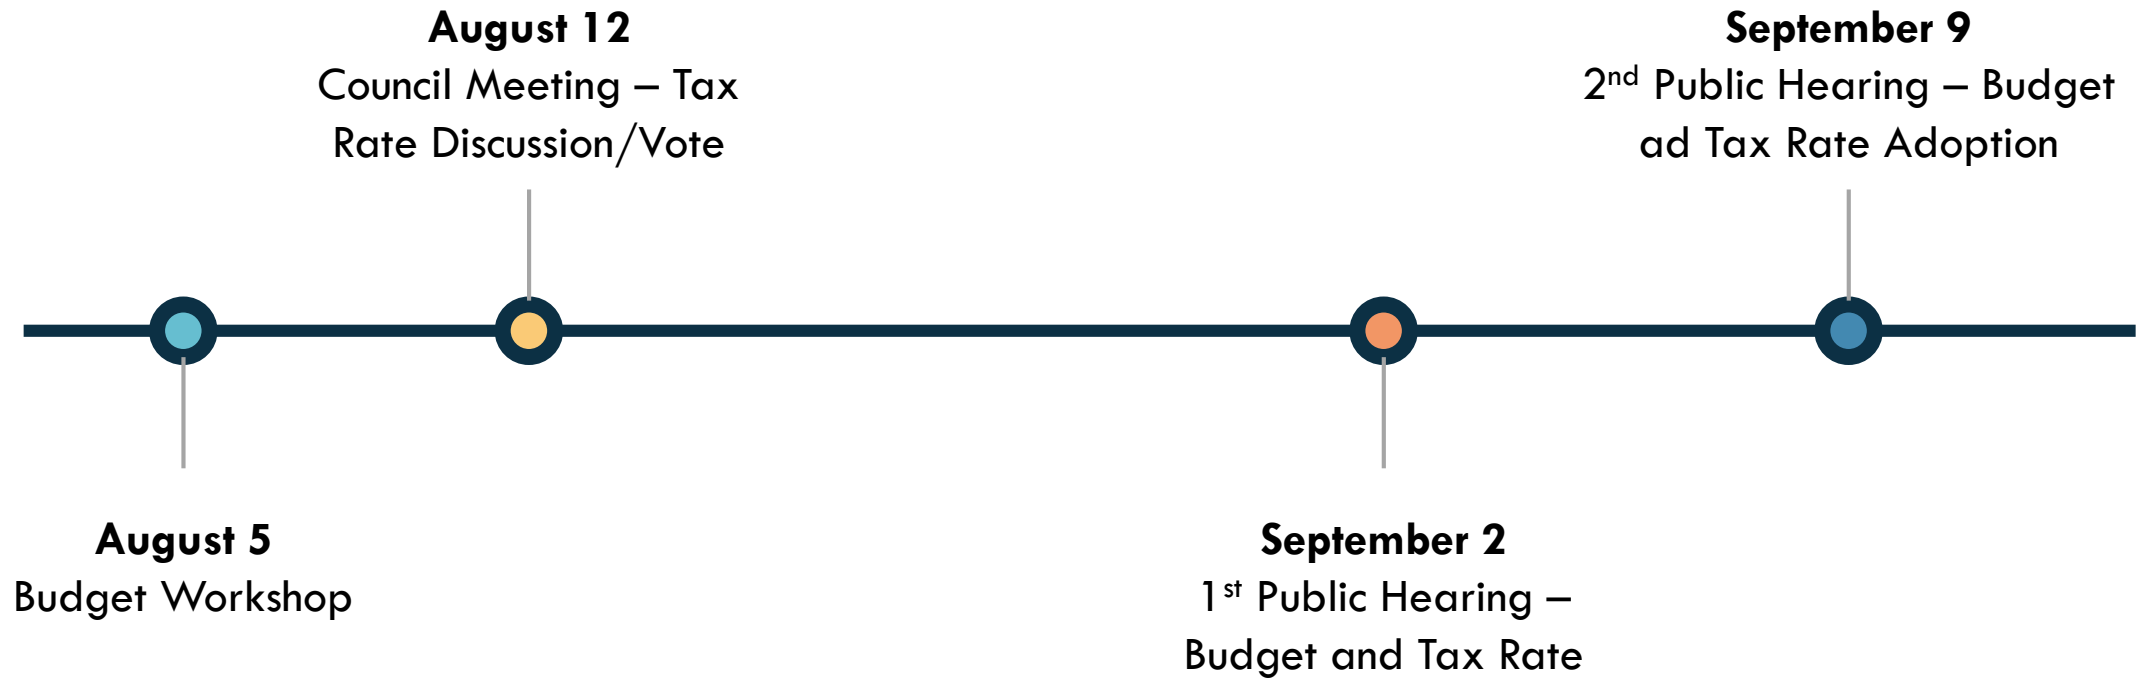 August 12
Council Meeting – Tax
Rate Discussion/Vote
September 9
2nd Public Hearing – Budget
ad Tax Rate Adoption
August 5
Budget Workshop
September 2
1st Public Hearing –
Budget and Tax Rate